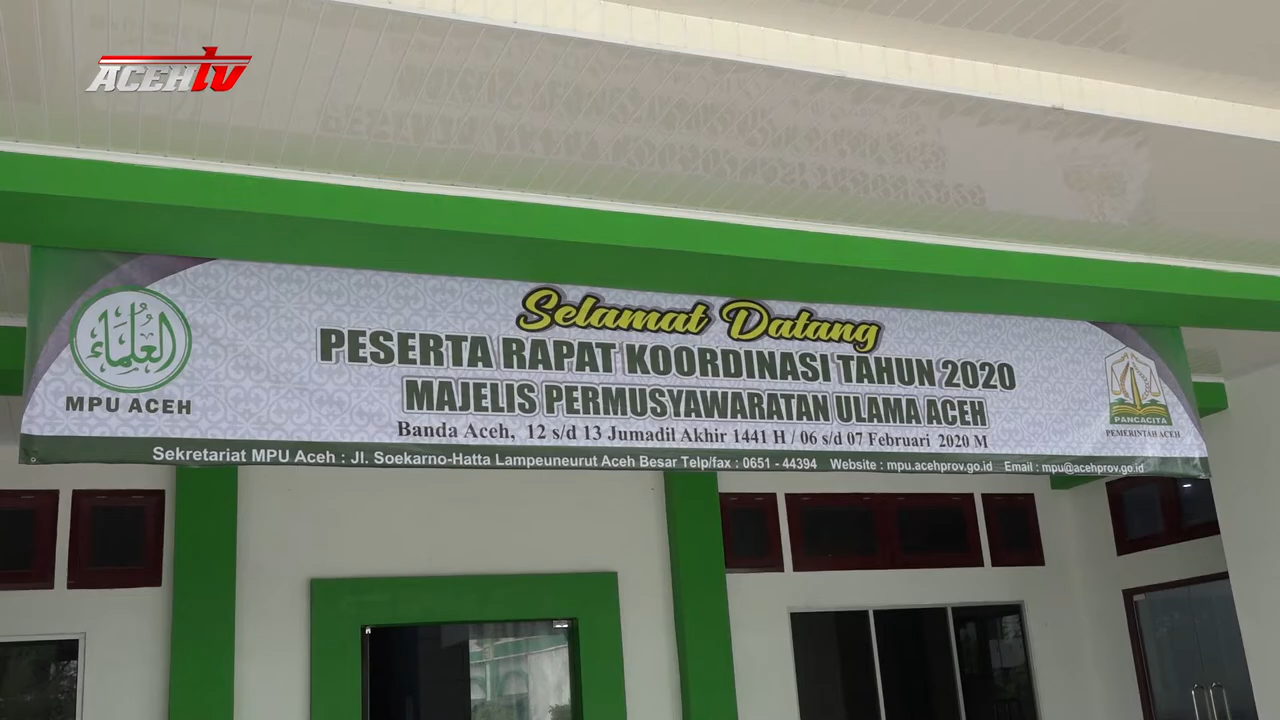 ACEHTV
Selamat Datang
PESERTA RAPAT KOORDINASI TAHUN 2020
MAJELIS PERMUSYAWARATAN ULAMA ACEH
Banda Aceh, 12 s/d 13 Jumadil Akhir 1441 H / 06 s/d 07 Februari 2020 M
العلماء
MPU ACEH
PANCACITA
PEMERINTAH ACEH
Sekretariat MPU Aceh : Jl. Soekarno-Hatta Lampeuneurut Aceh Besar Telp/fax : 0651 - 44394 Website : mpu.acehprov.go.id Email : mpu@acehprov.go.id